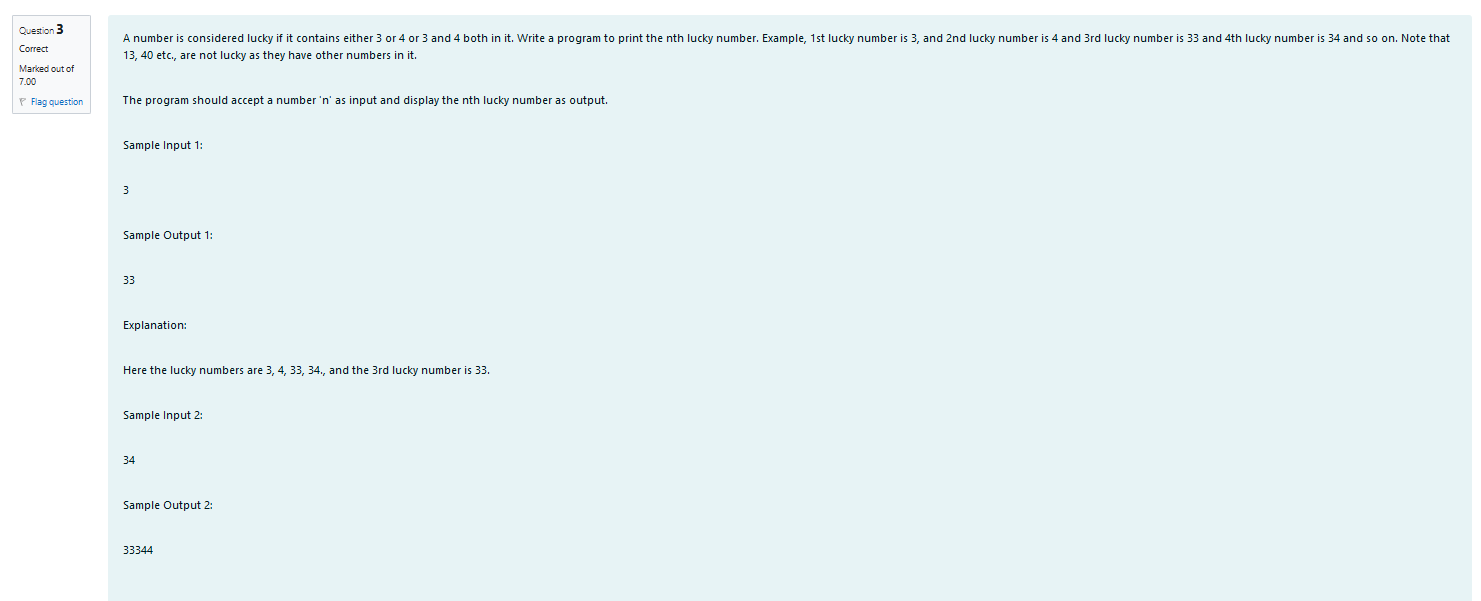 Question 3
Correct
Marked out of
7.00
Flag question
A number is considered lucky if it contains either 3 or 4 or 3 and 4 both in it. Write a program to print the nth lucky number. Example, 1st lucky number is 3, and 2nd lucky number is 4 and 3rd lucky number is 33 and 4th lucky number is 34 and so on. Note that
13, 40 etc., are not lucky as they have other numbers in it.
The program should accept a number 'n' as input and display the nth lucky number as output.
Sample Input 1:
3
Sample Output 1:
33
Explanation:
Here the lucky numbers are 3, 4, 33, 34., and the 3rd lucky number is 33.
Sample Input 2:
34
Sample Output 2:
33344